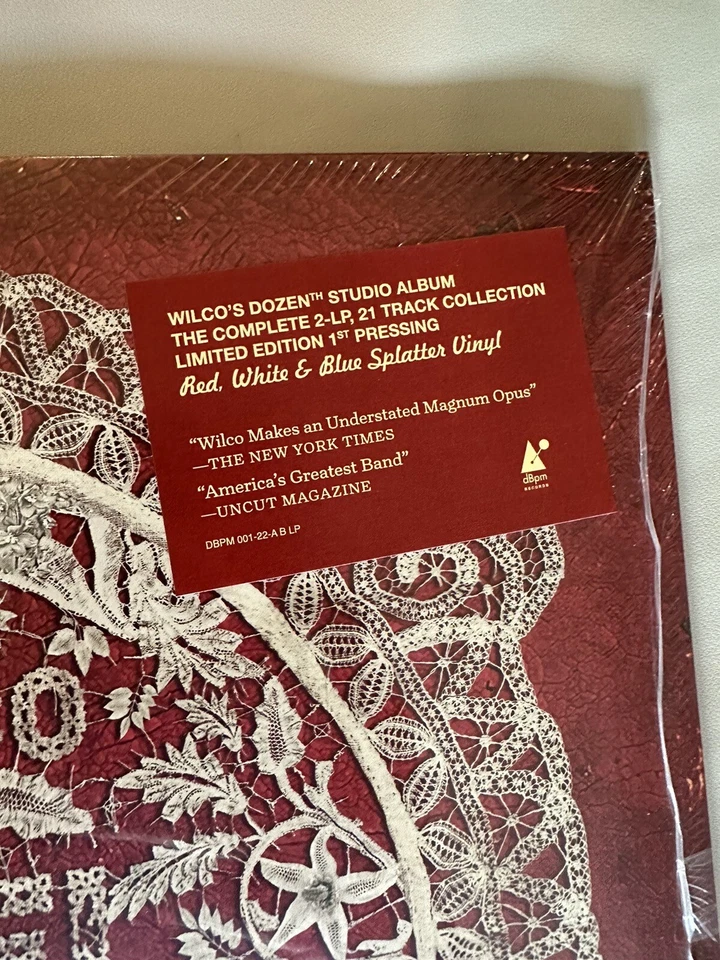 WILCO'S DOZENTH STUDIO ALBUM
THE COMPLETE 2-LP, 21 TRACK COLLECTION
LIMITED EDITION 1ST PRESSING
Red, White & Blue Splatter Vinyl
“Wilco Makes an Understated Magnum Opus”
—THE NEW YORK TIMES
“America's Greatest Band”
—UNCUT MAGAZINE
dBpm
RECORDS
DBPM 001-22-A B LP
O